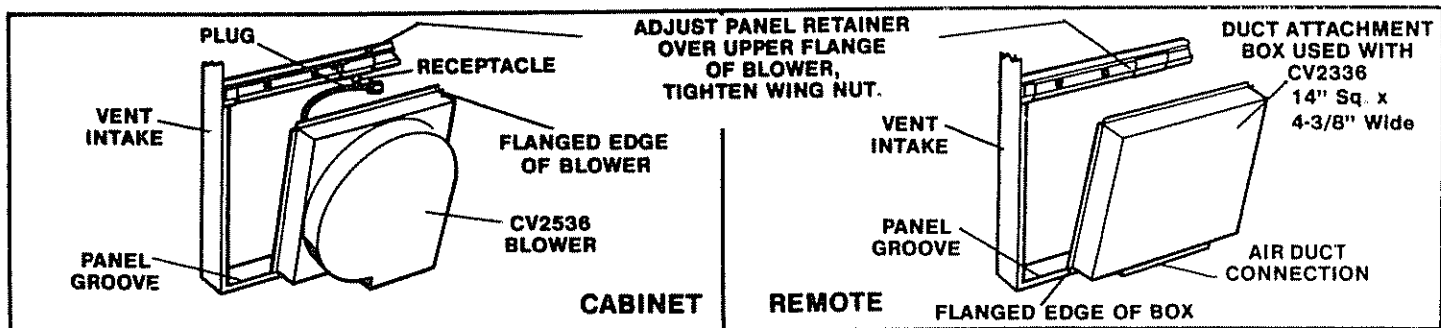 PLUG
RECEPTACLE
VENT
INTAKE
FLANGED EDGE
OF BLOWER
CV2536
BLOWER
PANEL
GROOVE
CABINET
ADJUST PANEL RETAINER
OVER UPPER FLANGE
OF BLOWER,
TIGHTEN WING NUT.
DUCT ATTACHMENT
BOX USED WITH
CV2336
14" Sq. x
4-3/8" Wide
VENT
INTAKE
PANEL
GROOVE
AIR DUCT
CONNECTION
REMOTE
FLANGED EDGE OF BOX